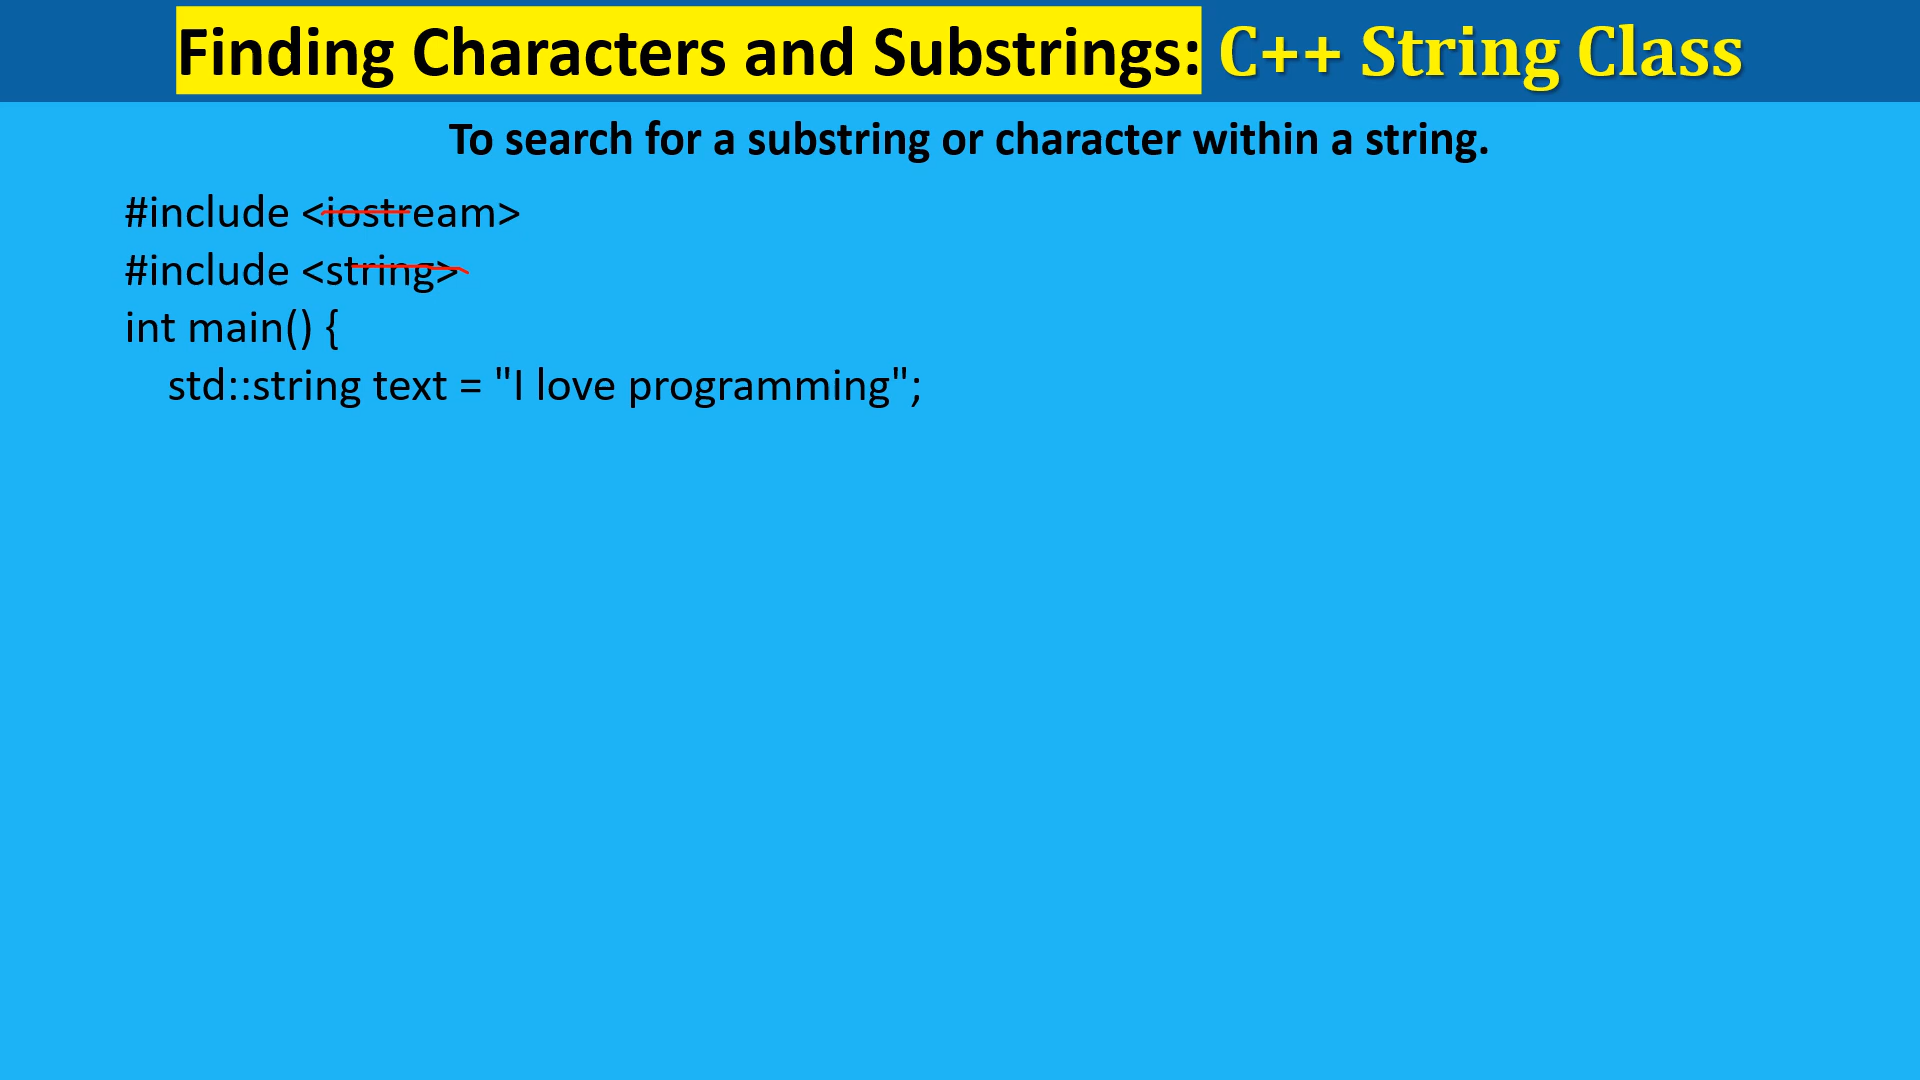 Finding Characters and Substrings: C++ String Class
To search for a substring or character within a string.
#include <iostream>
#include <string>
int main() {
    std::string text = "I love programming";